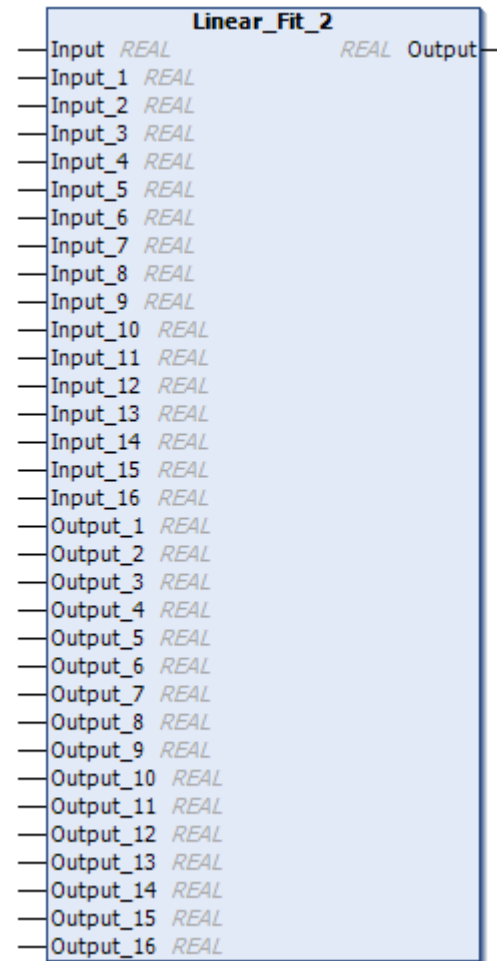 Linear_Fit_2
Input REAL REAL Output
Input_1 REAL
Input_2 REAL
Input_3 REAL
Input_4 REAL
Input_5 REAL
Input_6 REAL
Input_7 REAL
Input_8 REAL
Input_9 REAL
Input_10 REAL
Input_11 REAL
Input_12 REAL
Input_13 REAL
Input_14 REAL
Input_15 REAL
Input_16 REAL
Output_1 REAL
Output_2 REAL
Output_3 REAL
Output_4 REAL
Output_5 REAL
Output_6 REAL
Output_7 REAL
Output_8 REAL
Output_9 REAL
Output_10 REAL
Output_11 REAL
Output_12 REAL
Output_13 REAL
Output_14 REAL
Output_15 REAL
Output_16 REAL